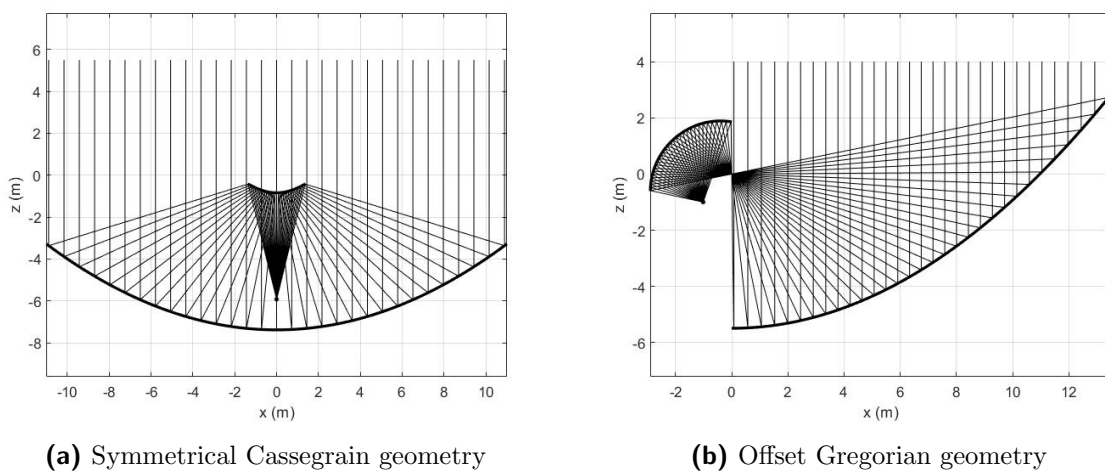 6
4
2
0
-2
-4
-6
-8
z (m)
-10 -8 -6 -4 -2 0 2 4 6 8 10
x (m)
(a) Symmetrical Cassegrain geometry
4
2
0
-2
-4
-6
z (m)
-2 0 2 4 6 8 10 12
x (m)
(b) Offset Gregorian geometry